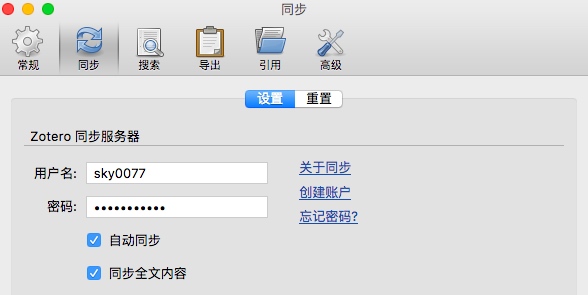 同步
常规 同步 搜索 导出 引用 高级
设置 重置
Zotero 同步服务器
用户名: sky0077 关于同步
创建账户
密码: ••••••••••• 忘记密码?
自动同步
同步全文内容